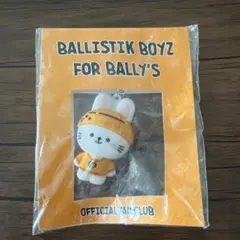 BALLISTIK BOYZ
FOR BALLY'S
OFFICIAL FANCLUB